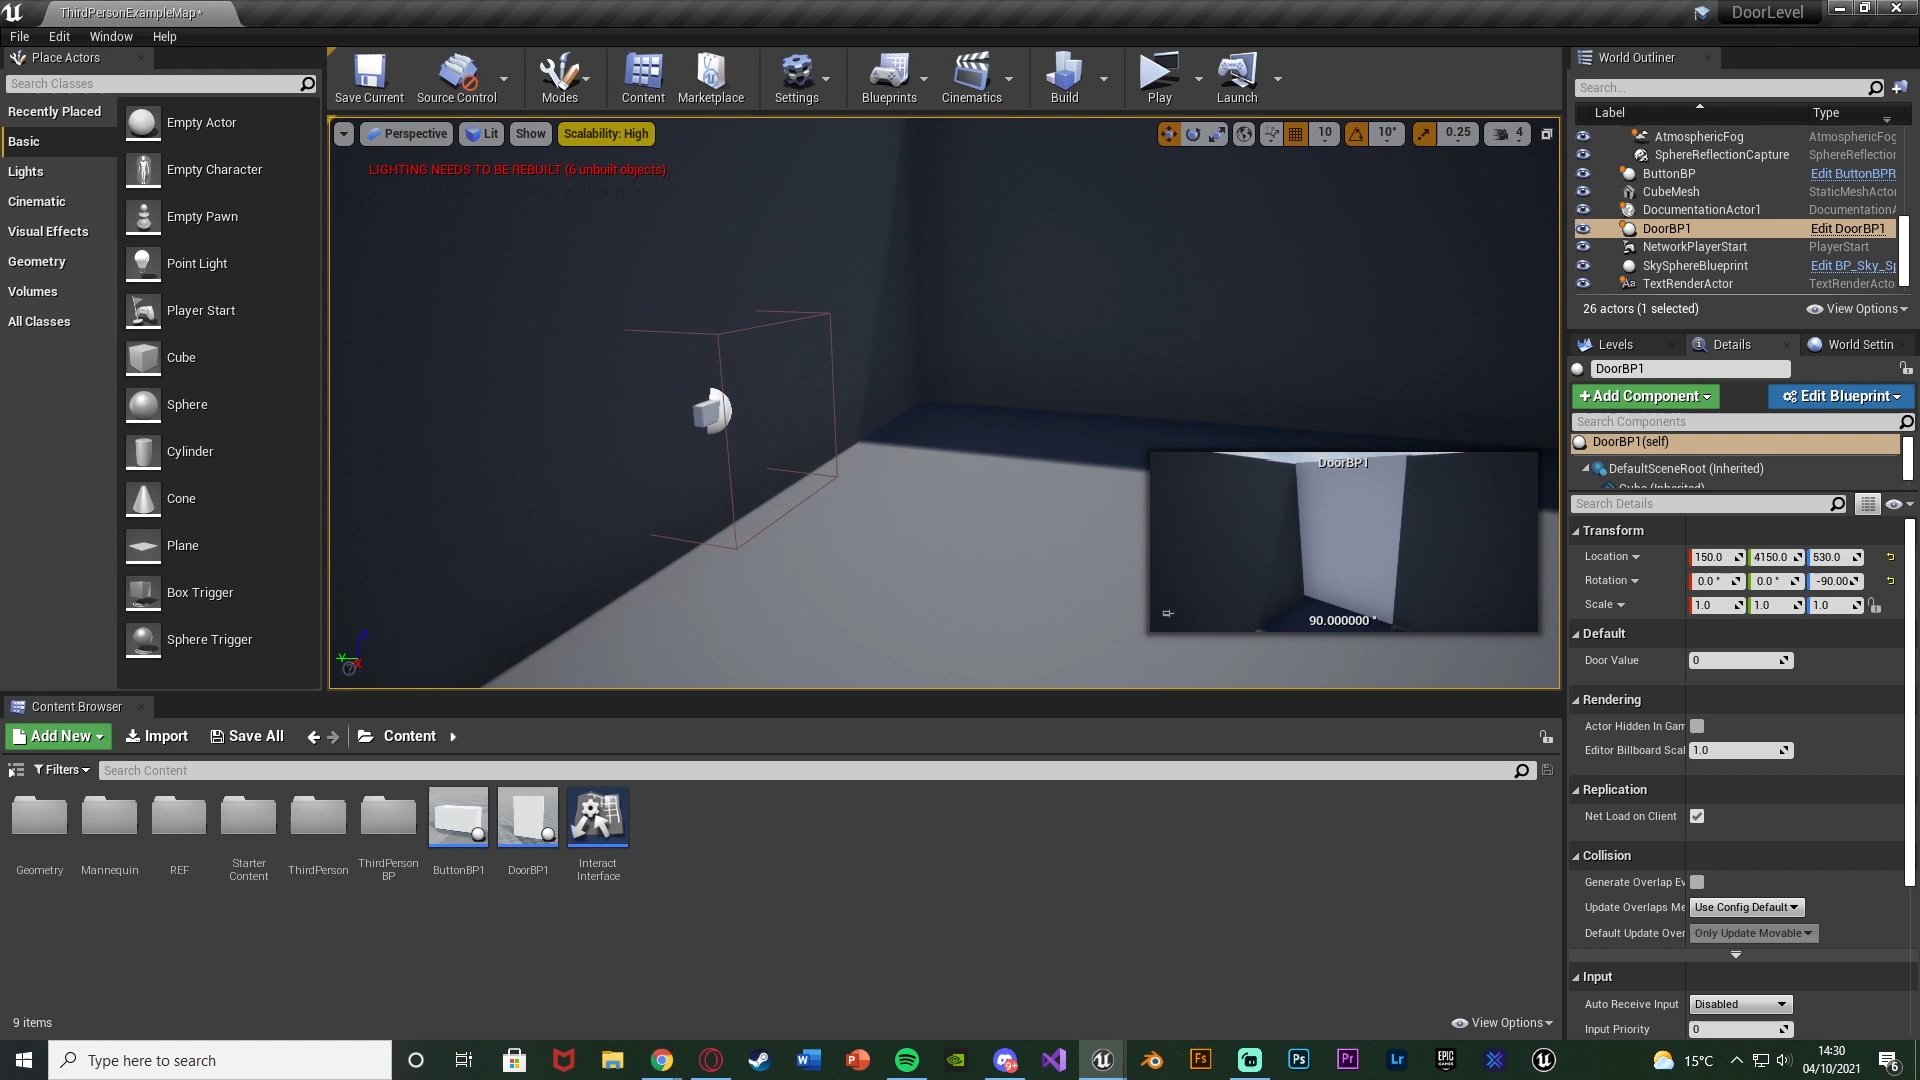 ThirdPersonExampleMap*
DoorLevel
File
Edit
Window
Help
Place Actors
Search Classes
Recently Placed
Basic
Lights
Cinematic
Visual Effects
Geometry
Volumes
All Classes
Empty Actor
Empty Character
Empty Pawn
Point Light
Player Start
Cube
Sphere
Cylinder
Cone
Plane
Box Trigger
Sphere Trigger
Save Current
Source Control
Modes
Content
Marketplace
Settings
Blueprints
Cinematics
Build
Play
Launch
Perspective
Lit
Show
Scalability: High
10
10°
0.25
4
LIGHTING NEEDS TO BE REBUILT (6 unbuilt objects)
DoorBP1
90.000000 °
World Outliner
Search...
Label
Type
AtmosphericFog
AtmosphericFog
SphereReflectionCapture
SphereReflection
ButtonBP
Edit ButtonBPR
CubeMesh
StaticMeshActor
DocumentationActor1
DocumentationA
DoorBP1
Edit DoorBP1
NetworkPlayerStart
PlayerStart
SkySphereBlueprint
Edit BP_Sky_Sp
TextRenderActor
TextRenderActo
26 actors (1 selected)
View Options
Levels
Details
World Settin
DoorBP1
+ Add Component
Edit Blueprint
Search Components
DoorBP1(self)
DefaultSceneRoot (Inherited)
Cube (Inherited)
Search Details
Transform
Location
150.0
4150.0
530.0
Rotation
0.0 °
0.0 °
-90.00
Scale
1.0
1.0
1.0
Default
Door Value
0
Rendering
Actor Hidden In Gam
Editor Billboard Scal
1.0
Replication
Net Load on Client
Collision
Generate Overlap Ev
Update Overlaps Me
Use Config Default
Default Update Over
Only Update Movable
Input
Auto Receive Input
Disabled
Input Priority
0
Content Browser
Add New
Import
Save All
Content
Filters
Search Content
Geometry
Mannequin
REF
Starter
Content
ThirdPerson
ThirdPerson
BP
ButtonBP1
DoorBP1
Interact
Interface
9 items
View Options
Type here to search
15°C
14:30
04/10/2021